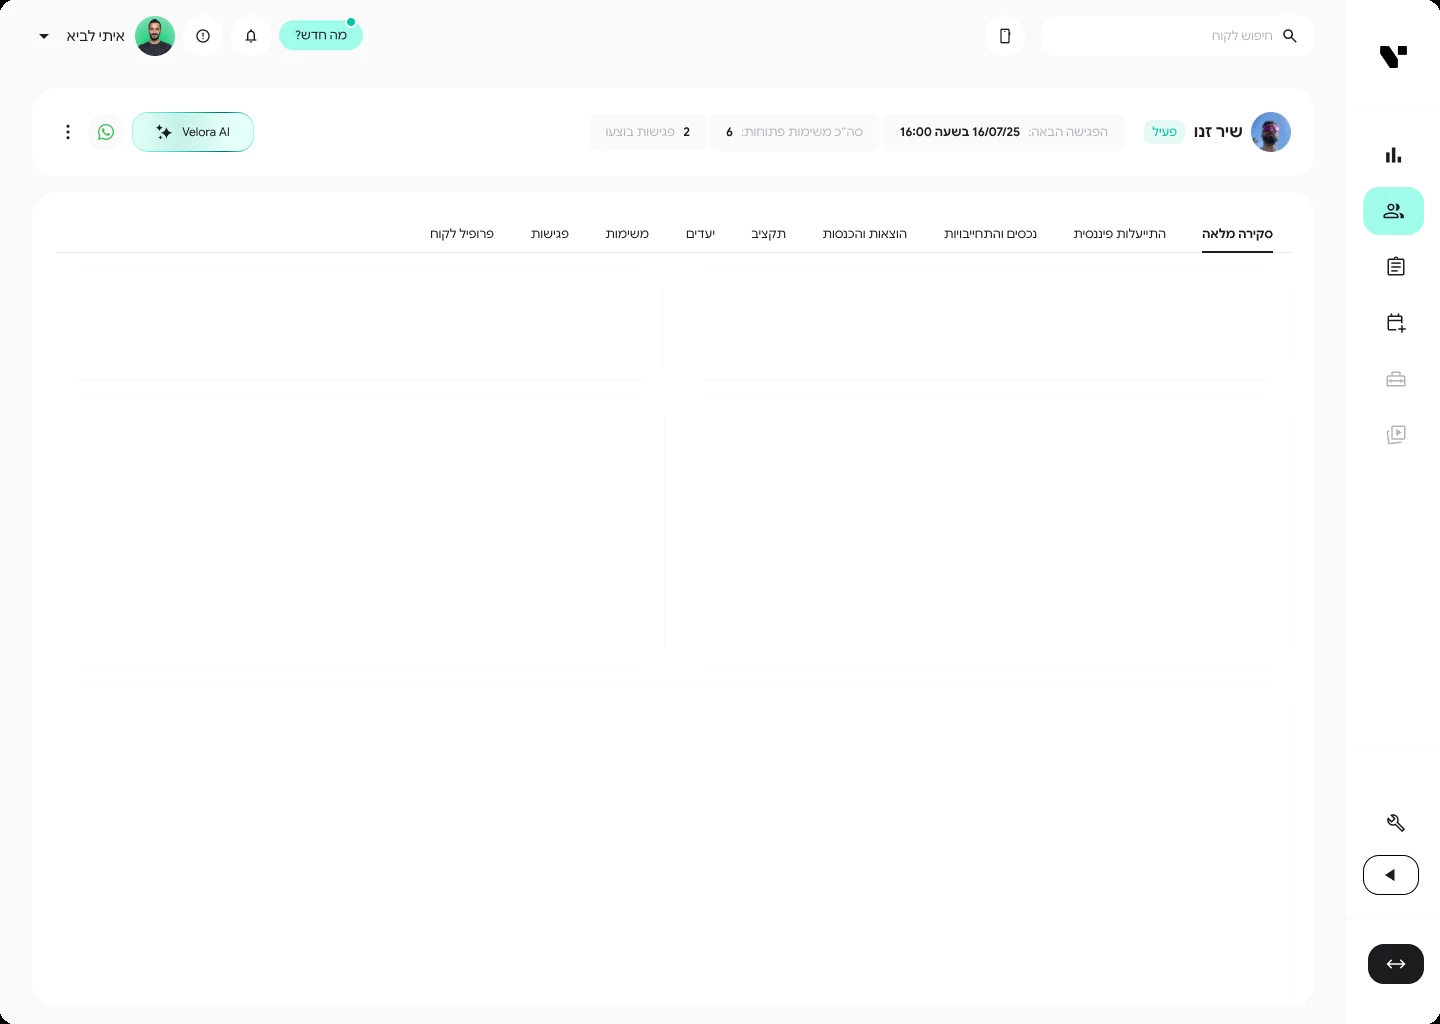 חיפוש לקוח
מה חדש?
איתי לביא
שיר זנו
פעיל
הפגישה הבאה: 16/07/25 בשעה 16:00
סה"כ משימות פתוחות: 6
2 פגישות בוצעו
Velora AI
סקירה מלאה
התייעלות פיננסית
נכסים והתחייבויות
הוצאות והכנסות
תקציב
יעדים
משימות
פגישות
פרופיל לקוח